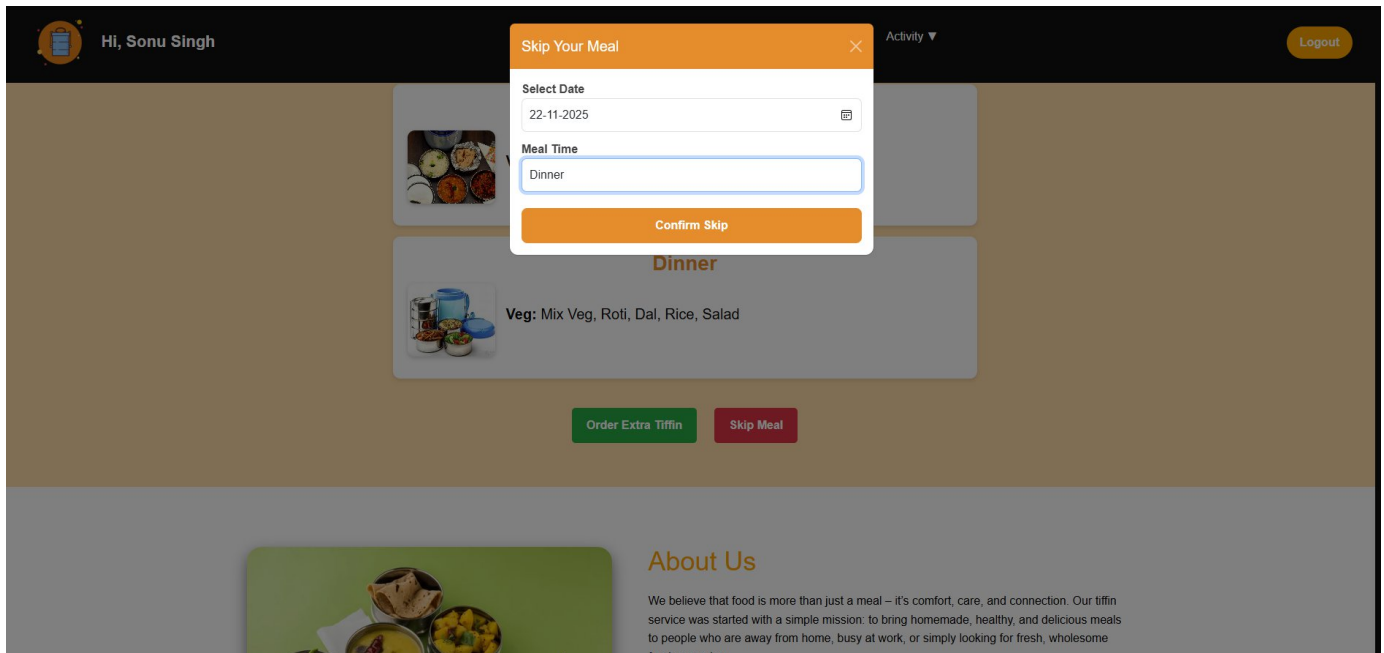 Hi, Sonu Singh
Activity ▼
Logout
Skip Your Meal
Select Date
22-11-2025
Meal Time
Dinner
Confirm Skip
Dinner
Veg: Mix Veg, Roti, Dal, Rice, Salad
Order Extra Tiffin
Skip Meal
About Us
We believe that food is more than just a meal – it's comfort, care, and connection. Our tiffin
service was started with a simple mission: to bring homemade, healthy, and delicious meals
to people who are away from home, busy at work, or simply looking for fresh, wholesome